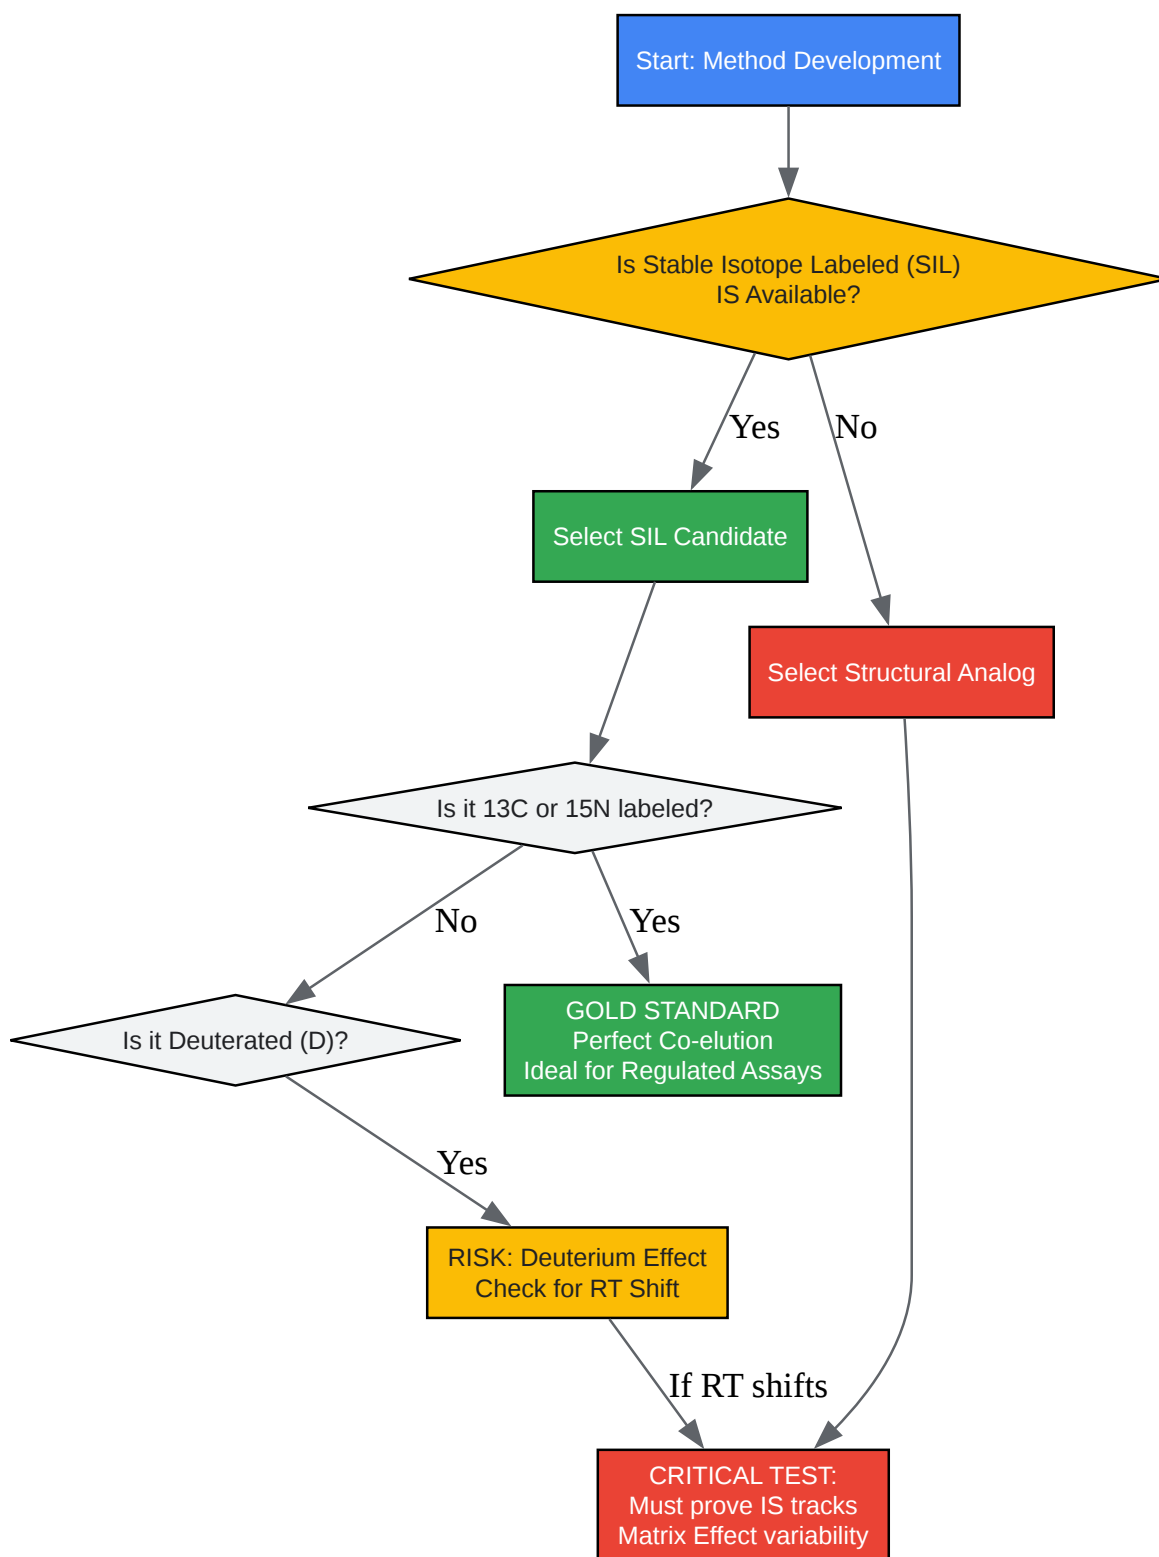 Start: Method Development
Is Stable Isotope Labeled (SIL)
IS Available?
Yes
No
Select SIL Candidate
Select Structural Analog
Is it 13C or 15N labeled?
No
Yes
GOLD STANDARD
Perfect Co-elution
Ideal for Regulated Assays
Is it Deuterated (D)?
Yes
RISK: Deuterium Effect
Check for RT Shift
If RT shifts
CRITICAL TEST:
Must prove IS tracks
Matrix Effect variability